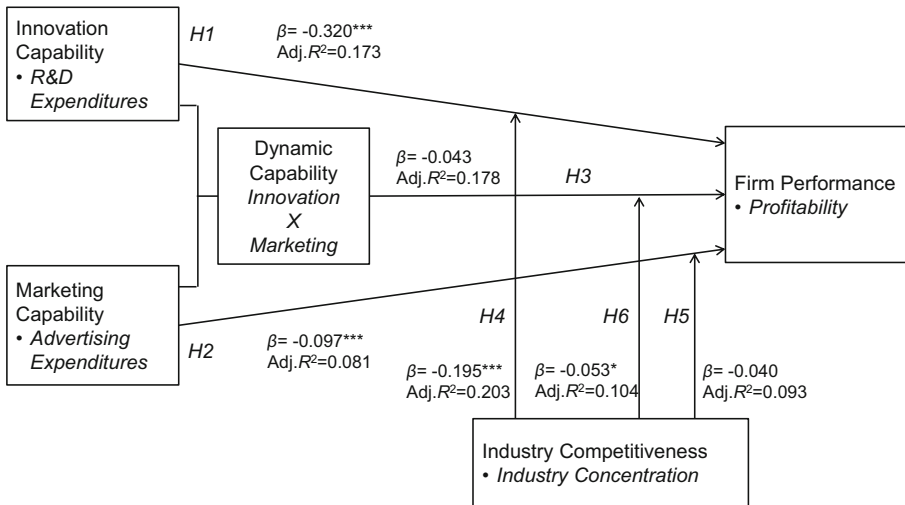 Innovation
Capability
• R&D
Expenditures
H1
β= -0.320***
Adj.R²=0.173
Dynamic
Capability
Innovation
X
Marketing
β= -0.043
Adj.R²=0.178
H3
Firm Performance
• Profitability
Marketing
Capability
• Advertising
Expenditures
H2
β= -0.097***
Adj.R²=0.081
H4
β= -0.195***
Adj.R²=0.203
H6
β= -0.053*
Adj.R²=0.104
H5
β= -0.040
Adj.R²=0.093
Industry Competitiveness
• Industry Concentration